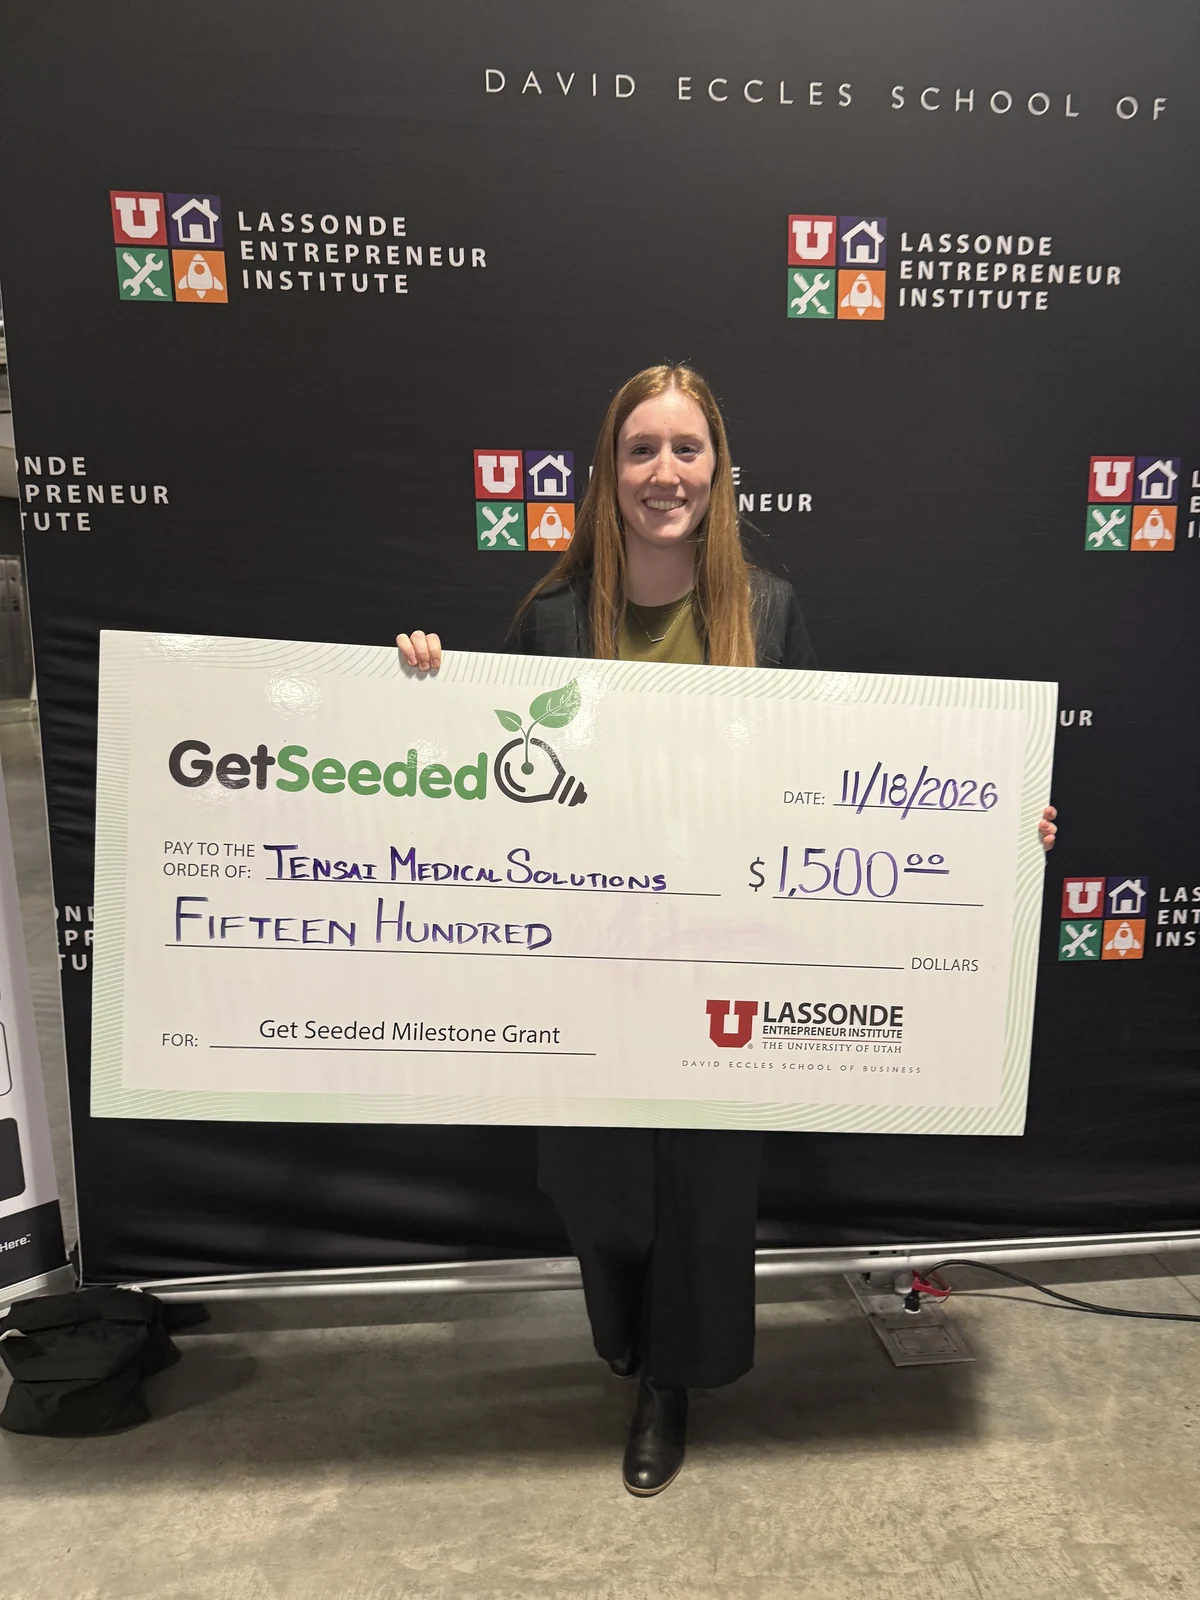 DAVID ECCLES SCHOOL OF
U LASSONDE
ENTREPRENEUR
INSTITUTE
U LASSONDE
ENTREPRENEUR
INSTITUTE
NDE
PRENEUR
TUTE
U
NEUR
U
UR
GetSeeded
DATE: 11/18/2026
PAY TO THE
ORDER OF: TENSAI MEDICAL SOLUTIONS $ 1,500 00
FIFTEEN HUNDRED
DOLLARS
FOR: Get Seeded Milestone Grant
U LASSONDE
ENTREPRENEUR INSTITUTE
THE UNIVERSITY OF UTAH
DAVID ECCLES SCHOOL OF BUSINESS
U LAS
ENT
INS
Here.™